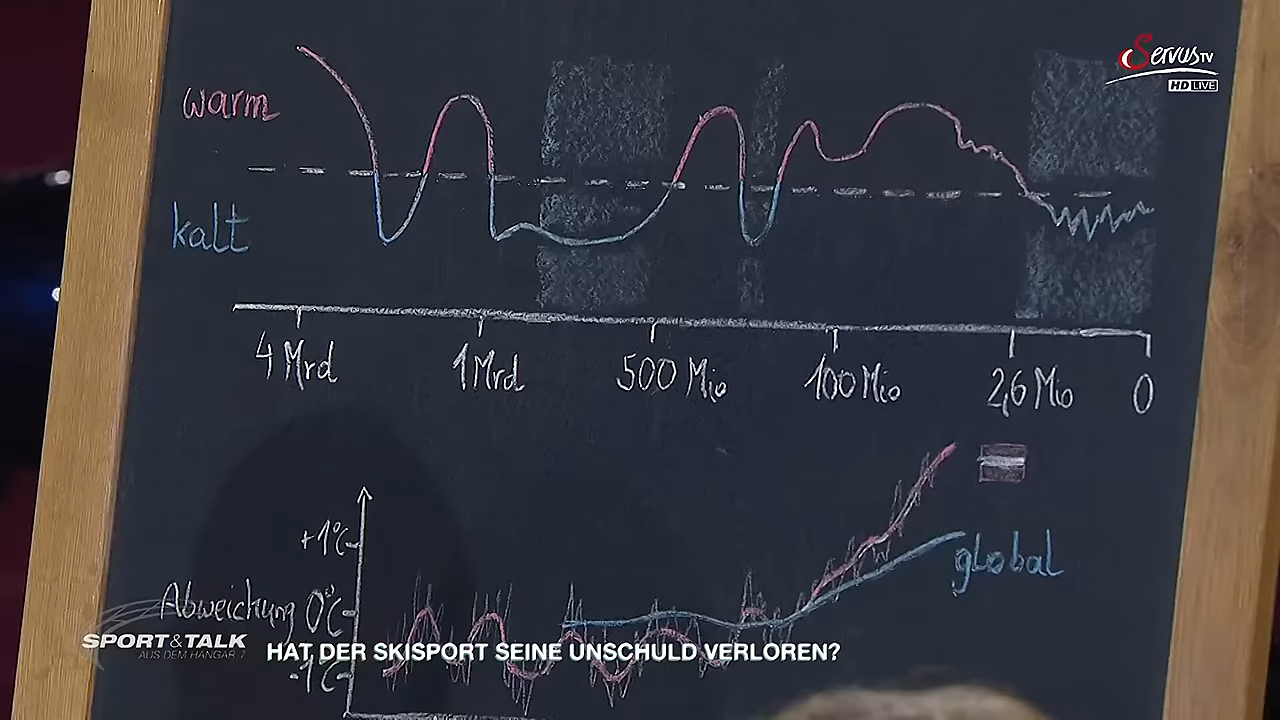 ServusTV
HD LIVE
warm
kalt
4 Mrd
1 Mrd
500 Mio
100 Mio
2,6 Mio
0
+1°C
Abweichung
0°C
-1°C
global
SPORT & TALK
AUS DEM HANGAR 7
HAT DER SKISPORT SEINE UNSCHULD VERLOREN?